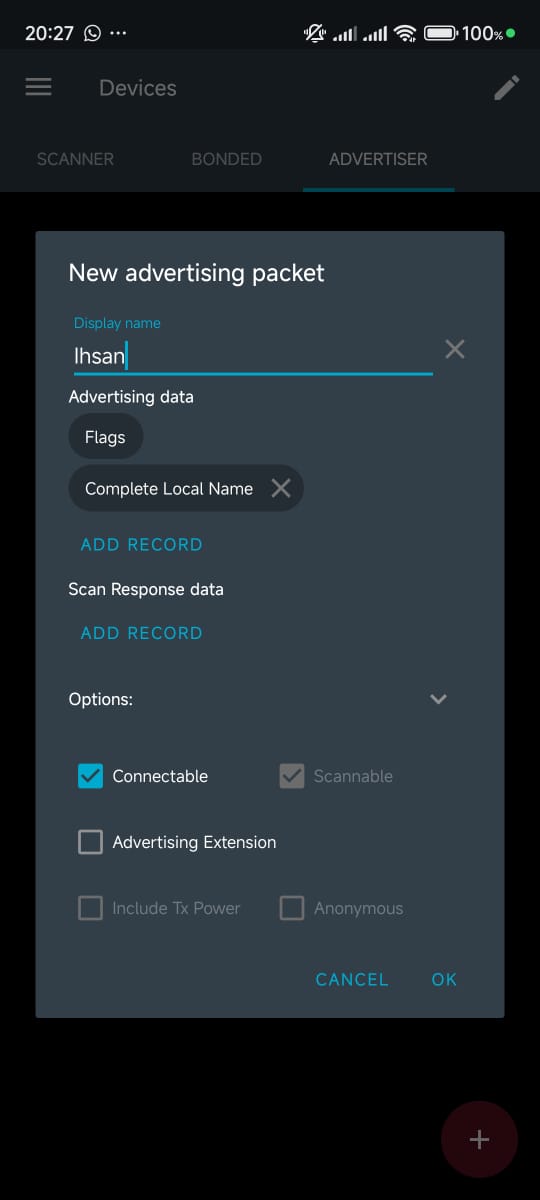 20:27 100%
Devices
SCANNER BONDED ADVERTISER
New advertising packet
Display name
Ihsan
Advertising data
Flags
Complete Local Name
ADD RECORD
Scan Response data
ADD RECORD
Options:
Connectable Scannable
Advertising Extension
Include Tx Power Anonymous
CANCEL OK